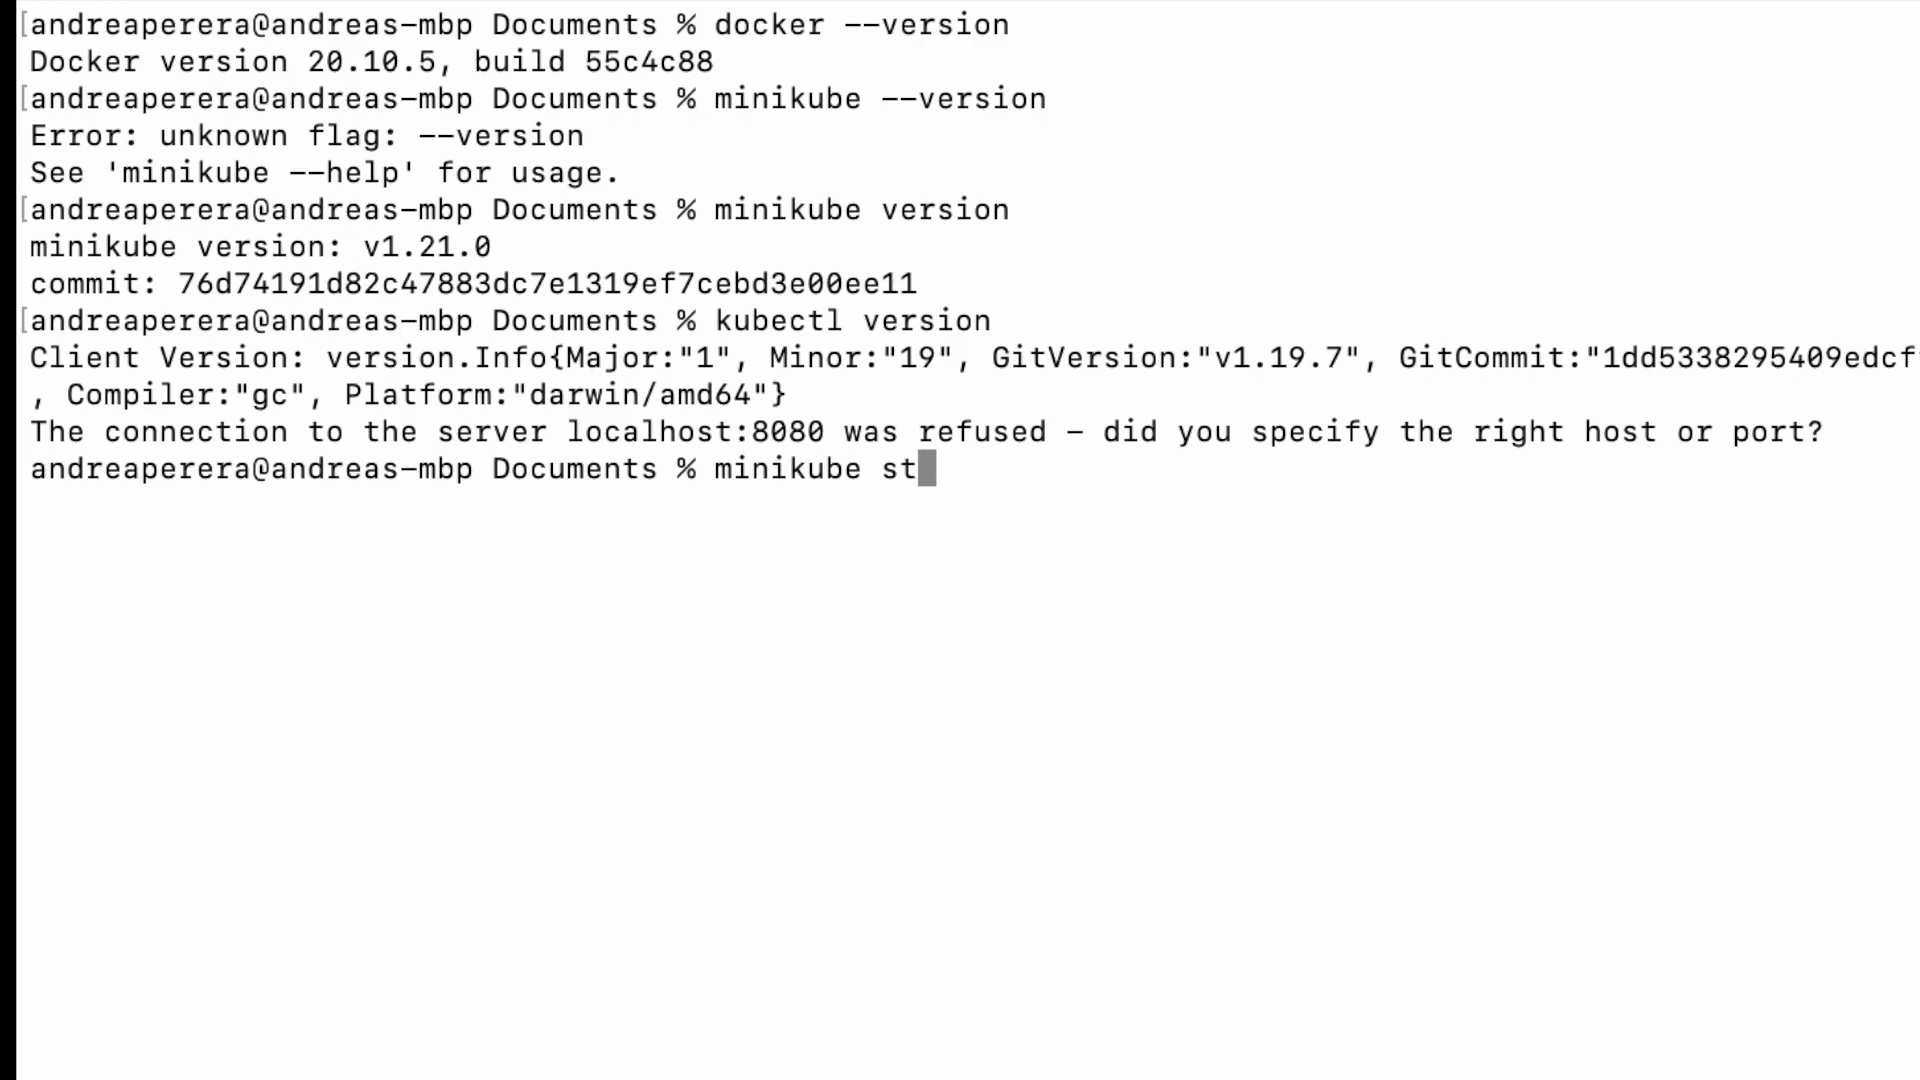 [andreaperera@andreas-mbp Documents % docker --version
Docker version 20.10.5, build 55c4c88
[andreaperera@andreas-mbp Documents % minikube --version
Error: unknown flag: --version
See 'minikube --help' for usage.
[andreaperera@andreas-mbp Documents % minikube version
minikube version: v1.21.0
commit: 76d74191d82c47883dc7e1319ef7cebd3e00ee11
[andreaperera@andreas-mbp Documents % kubectl version
Client Version: version.Info{Major:"1", Minor:"19", GitVersion:"v1.19.7", GitCommit:"1dd5338295409edcf
, Compiler:"gc", Platform:"darwin/amd64"}
The connection to the server localhost:8080 was refused - did you specify the right host or port?
andreaperera@andreas-mbp Documents % minikube st